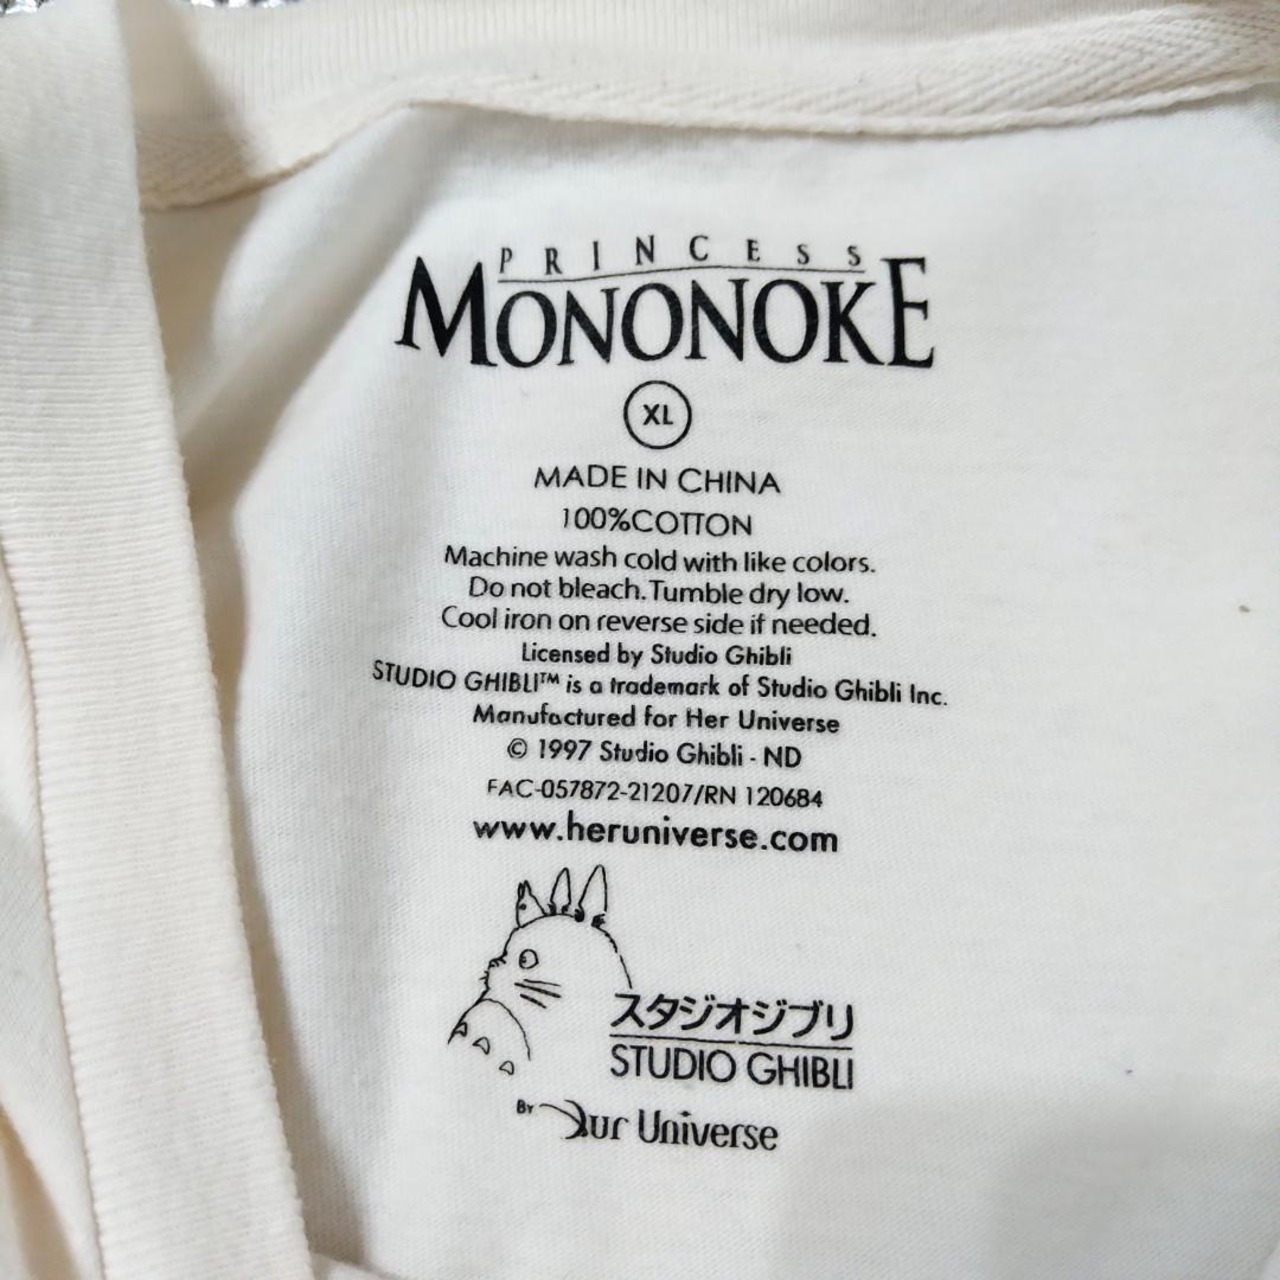 PRINCESS
MONONOKE
XL
MADE IN CHINA
100%COTTON
Machine wash cold with like colors.
Do not bleach.Tumble dry low.
Cool iron on reverse side if needed.
Licensed by Studio Ghibli
STUDIO GHIBLI™ is a trademark of Studio Ghibli Inc.
Manufactured for Her Universe
© 1997 Studio Ghibli - ND
FAC-057872-21207/RN 120684
www.heruniverse.com
スタジオジブリ
STUDIO GHIBLI
BY Our Universe